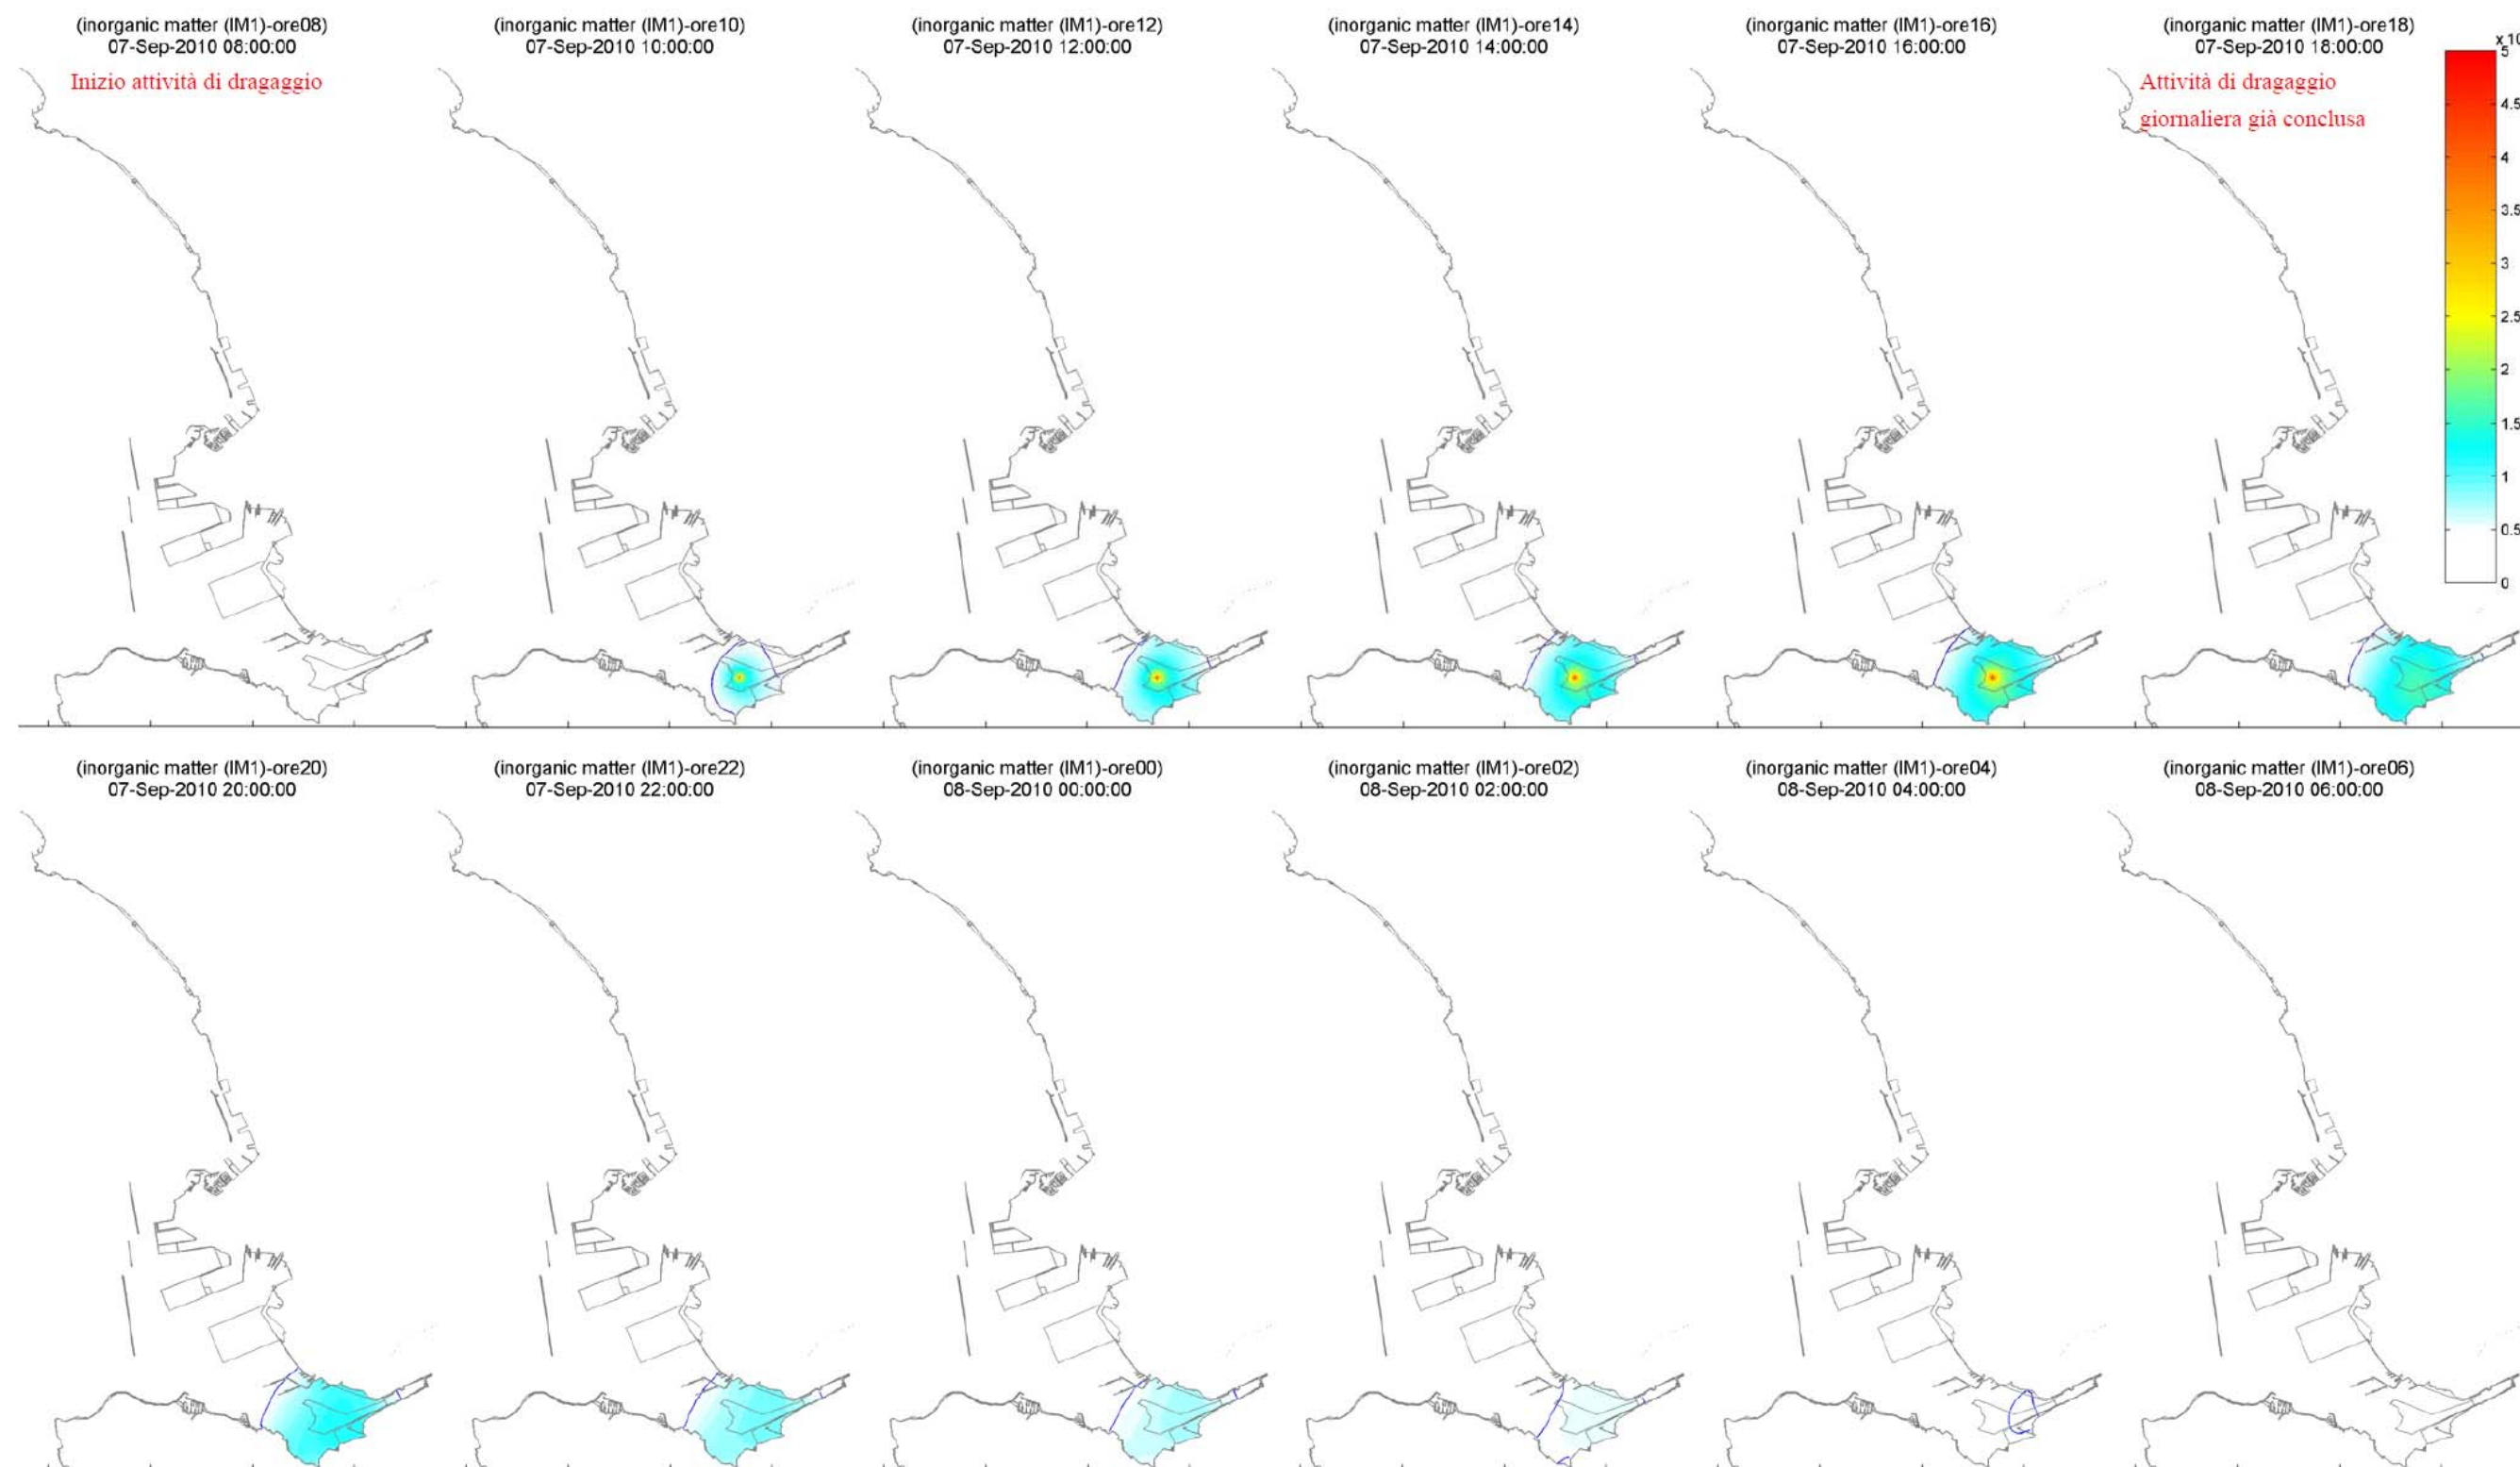 (inorganic matter (IM1)-ore08)
07-Sep-2010 08:00:00
Inizio attività di dragaggio
(inorganic matter (IM1)-ore10)
07-Sep-2010 10:00:00
(inorganic matter (IM1)-ore12)
07-Sep-2010 12:00:00
(inorganic matter (IM1)-ore14)
07-Sep-2010 14:00:00
(inorganic matter (IM1)-ore16)
07-Sep-2010 16:00:00
(inorganic matter (IM1)-ore18)
07-Sep-2010 18:00:00
Attività di dragaggio
giornaliera già conclusa
x10
5
4.5
4
3.5
3
2.5
2
1.5
1
0.5
0
(inorganic matter (IM1)-ore20)
07-Sep-2010 20:00:00
(inorganic matter (IM1)-ore22)
07-Sep-2010 22:00:00
(inorganic matter (IM1)-ore00)
08-Sep-2010 00:00:00
(inorganic matter (IM1)-ore02)
08-Sep-2010 02:00:00
(inorganic matter (IM1)-ore04)
08-Sep-2010 04:00:00
(inorganic matter (IM1)-ore06)
08-Sep-2010 06:00:00